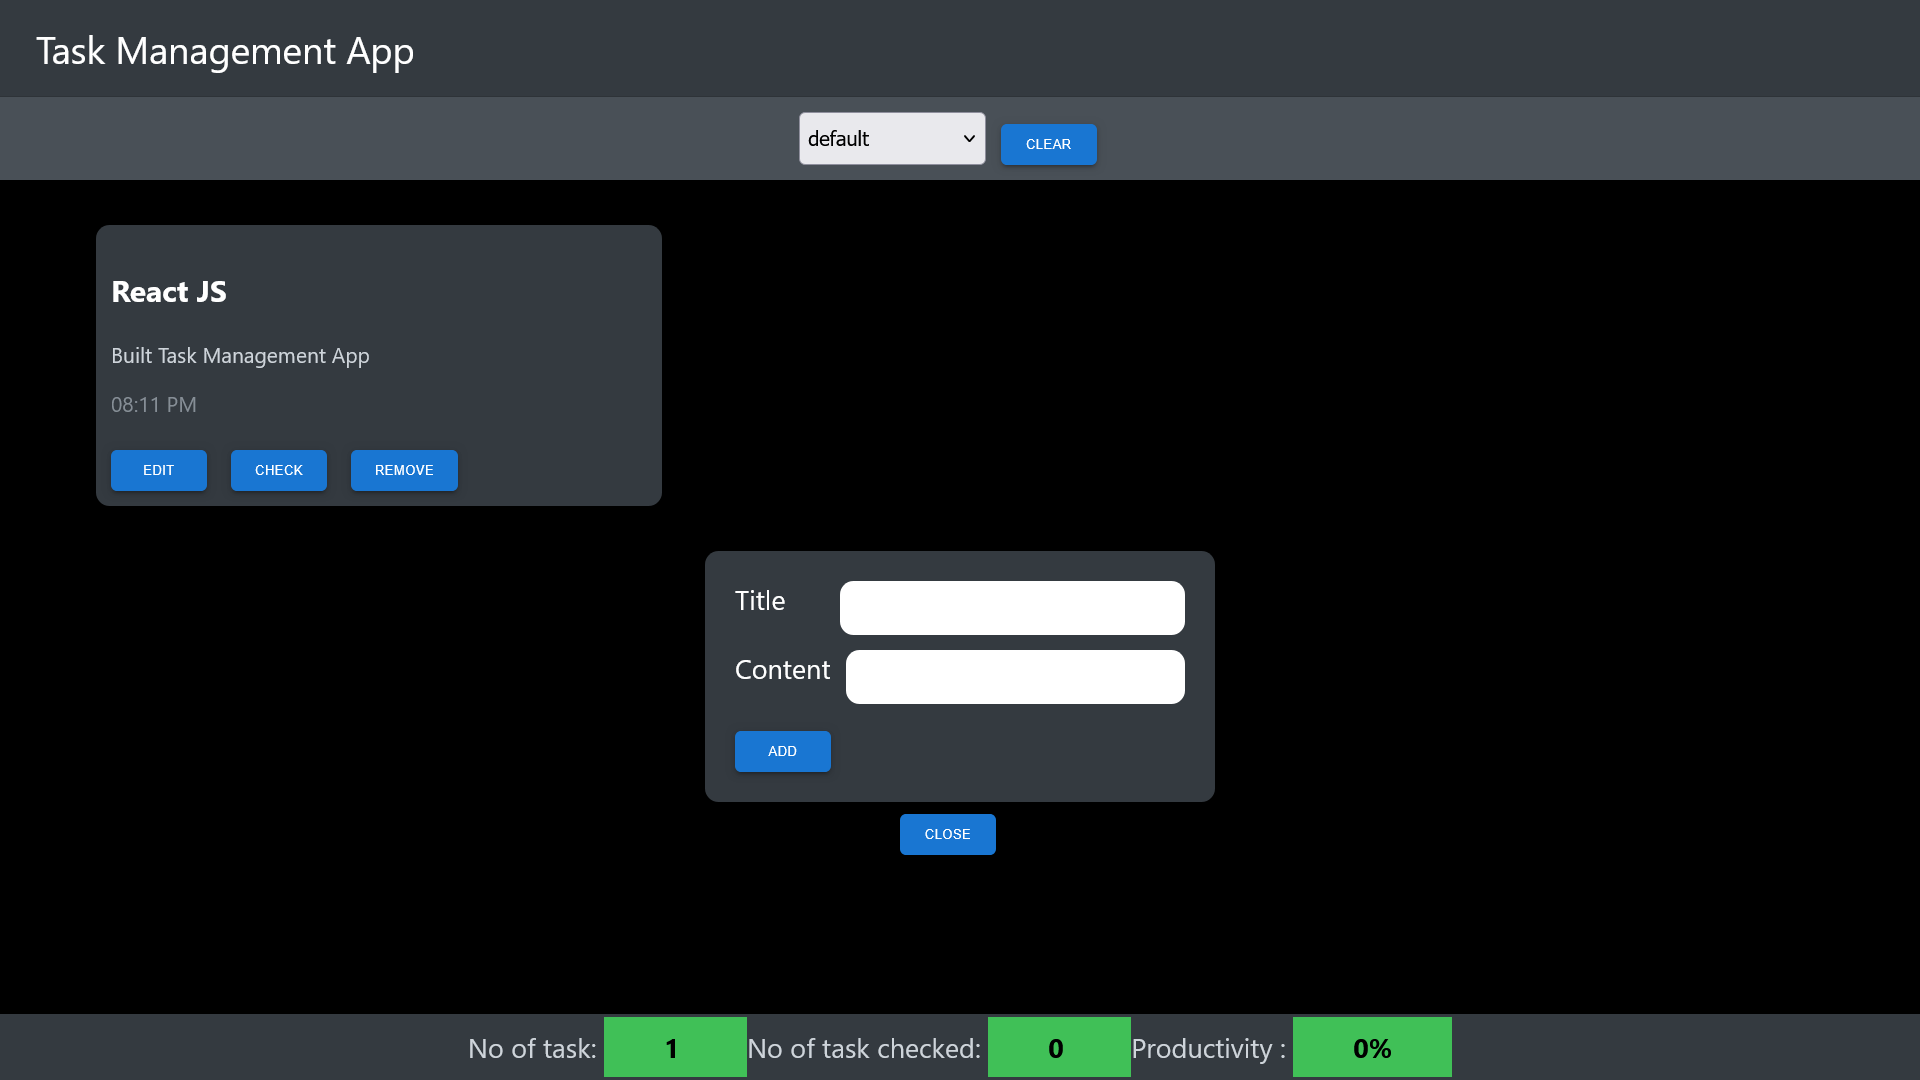 Task Management App
default
CLEAR
React JS
Built Task Management App
08:11 PM
EDIT CHECK REMOVE
Title
Content
ADD
CLOSE
No of task: 1 No of task checked: 0 Productivity : 0%